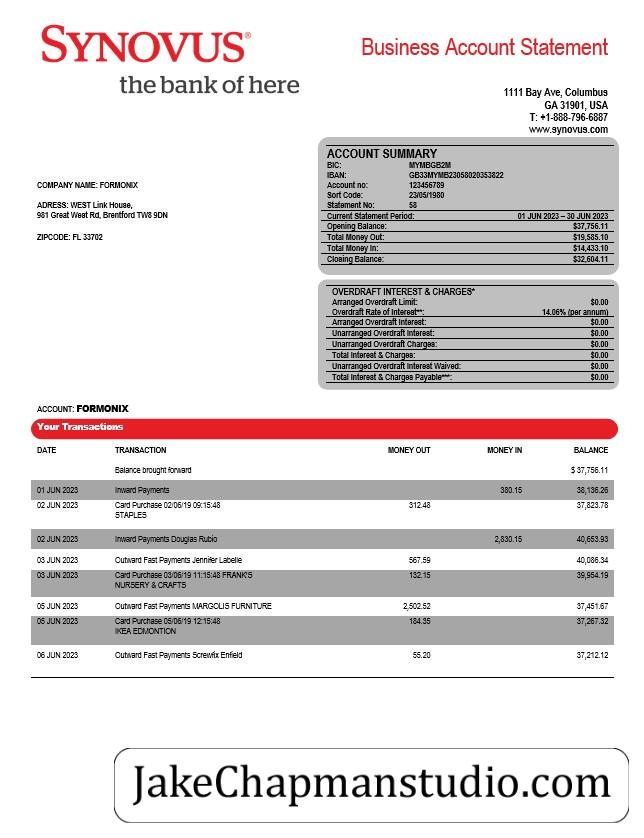 SYNOVUS®
the bank of here
Business Account Statement
1111 Bay Ave, Columbus
GA 31901, USA
T: +1-888-796-6887
www.synovus.com
ACCOUNT SUMMARY
BIC: MYMBGB2M
IBAN: GB33MYMB23058020353822
Account no: 123456789
Sort Code: 23/05/1980
Statement No: 58
Current Statement Period: 01 JUN 2023 – 30 JUN 2023
Opening Balance: $37,756.11
Total Money Out: $19,585.10
Total Money In: $14,433.10
Closing Balance: $32,604.11
COMPANY NAME: FORMONIX
ADRESS: WEST Link House,
981 Great West Rd, Brentford TW8 9DN
ZIPCODE: FL 33702
OVERDRAFT INTEREST & CHARGES*
Arranged Overdraft Limit: $0.00
Overdraft Rate of Interest**: 14.06% (per annum)
Arranged Overdraft Interest: $0.00
Unarranged Overdraft Interest: $0.00
Unarranged Overdraft Charges: $0.00
Total Interest & Charges: $0.00
Unarranged Overdraft Interest Waived: $0.00
Total Interest & Charges Payable***: $0.00
ACCOUNT: FORMONIX
Your Transactions
DATE TRANSACTION MONEY OUT MONEY IN BALANCE
Balance brought forward $ 37,756.11
01 JUN 2023 Inward Payments 380.15 38,136.26
02 JUN 2023 Card Purchase 02/06/19 09:15:48 312.48 37,823.78
STAPLES
02 JUN 2023 Inward Payments Douglas Rubio 2,830.15 40,653.93
03 JUN 2023 Outward Fast Payments Jennifer Labelle 567.59 40,086.34
03 JUN 2023 Card Purchase 03/06/19 11:15:48 FRANK'S 132.15 39,954.19
NURSERY & CRAFTS
05 JUN 2023 Outward Fast Payments MARGOLIS FURNITURE 2,502.52 37,451.67
05 JUN 2023 Card Purchase 05/06/19 12:15:48 184.35 37,267.32
IKEA EDMONTION
06 JUN 2023 Outward Fast Payments Screwfix Enfield 55.20 37,212.12
JakeChapmanstudio.com